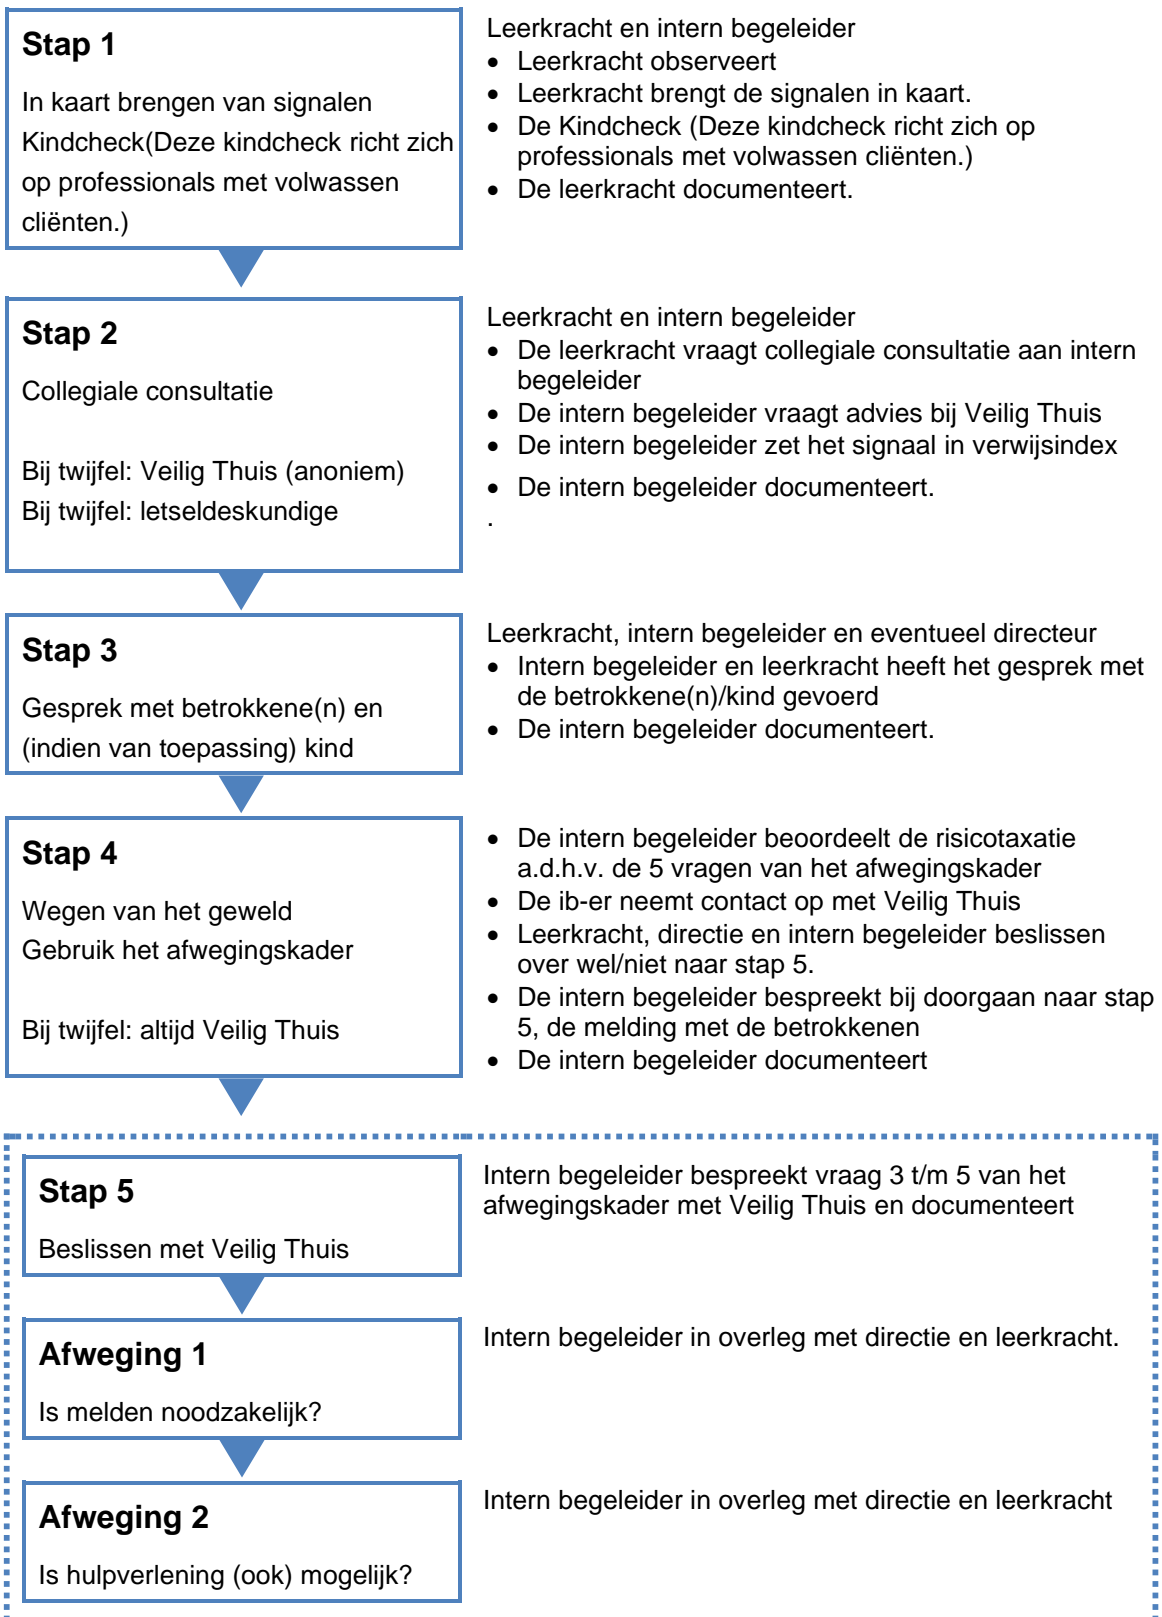 Stap 1
In kaart brengen van signalen
Kindcheck(Deze kindcheck richt zich
op professionals met volwassen
cliënten.)
Leerkracht en intern begeleider
• Leerkracht observeert
• Leerkracht brengt de signalen in kaart.
• De Kindcheck (Deze kindcheck richt zich op
professionals met volwassen cliënten.)
• De leerkracht documenteert.
Stap 2
Collegiale consultatie
Bij twijfel: Veilig Thuis (anoniem)
Bij twijfel: letseldeskundige
Leerkracht en intern begeleider
• De leerkracht vraagt collegiale consultatie aan intern
begeleider
• De intern begeleider vraagt advies bij Veilig Thuis
• De intern begeleider zet het signaal in verwijsindex
• De intern begeleider documenteert.
.
Stap 3
Gesprek met betrokkene(n) en
(indien van toepassing) kind
Leerkracht, intern begeleider en eventueel directeur
• Intern begeleider en leerkracht heeft het gesprek met
de betrokkene(n)/kind gevoerd
• De intern begeleider documenteert.
Stap 4
Wegen van het geweld
Gebruik het afwegingskader
Bij twijfel: altijd Veilig Thuis
• De intern begeleider beoordeelt de risicotaxatie
a.d.h.v. de 5 vragen van het afwegingskader
• De ib-er neemt contact op met Veilig Thuis
• Leerkracht, directie en intern begeleider beslissen
over wel/niet naar stap 5.
• De intern begeleider bespreekt bij doorgaan naar stap
5, de melding met de betrokkenen
• De intern begeleider documenteert
Stap 5
Beslissen met Veilig Thuis
Intern begeleider bespreekt vraag 3 t/m 5 van het
afwegingskader met Veilig Thuis en documenteert
Afweging 1
Is melden noodzakelijk?
Intern begeleider in overleg met directie en leerkracht.
Afweging 2
Is hulpverlening (ook) mogelijk?
Intern begeleider in overleg met directie en leerkracht